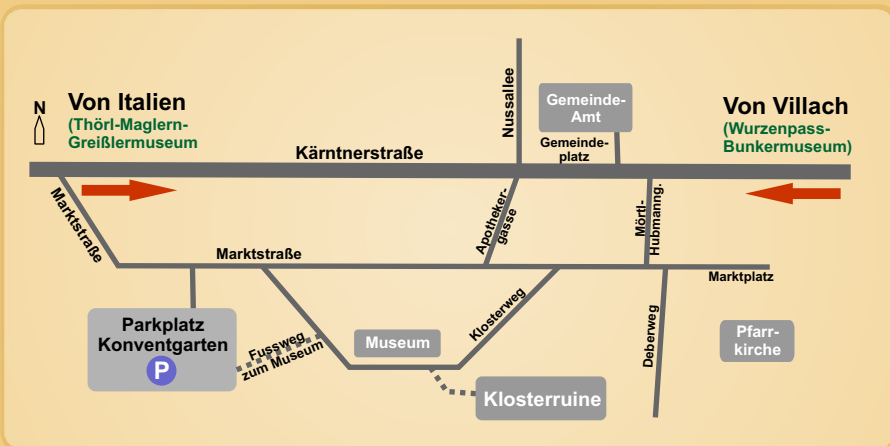 N
Von Italien
(Thörl-Maglern-
Greißlermuseum
Kärntnerstraße
Nussallee
Gemeinde-
Amt
Gemeinde-
platz
Von Villach
(Wurzenpass-
Bunkermuseum)
Marktstraße
Marktstraße
Apotheker-
gasse
Mörtl-
Hubmanng.
Marktplatz
Parkplatz
Konventgarten
P
Fussweg
zum Museum
Museum
Klosterweg
Klosterruine
Deberweg
Pfarr-
kirche